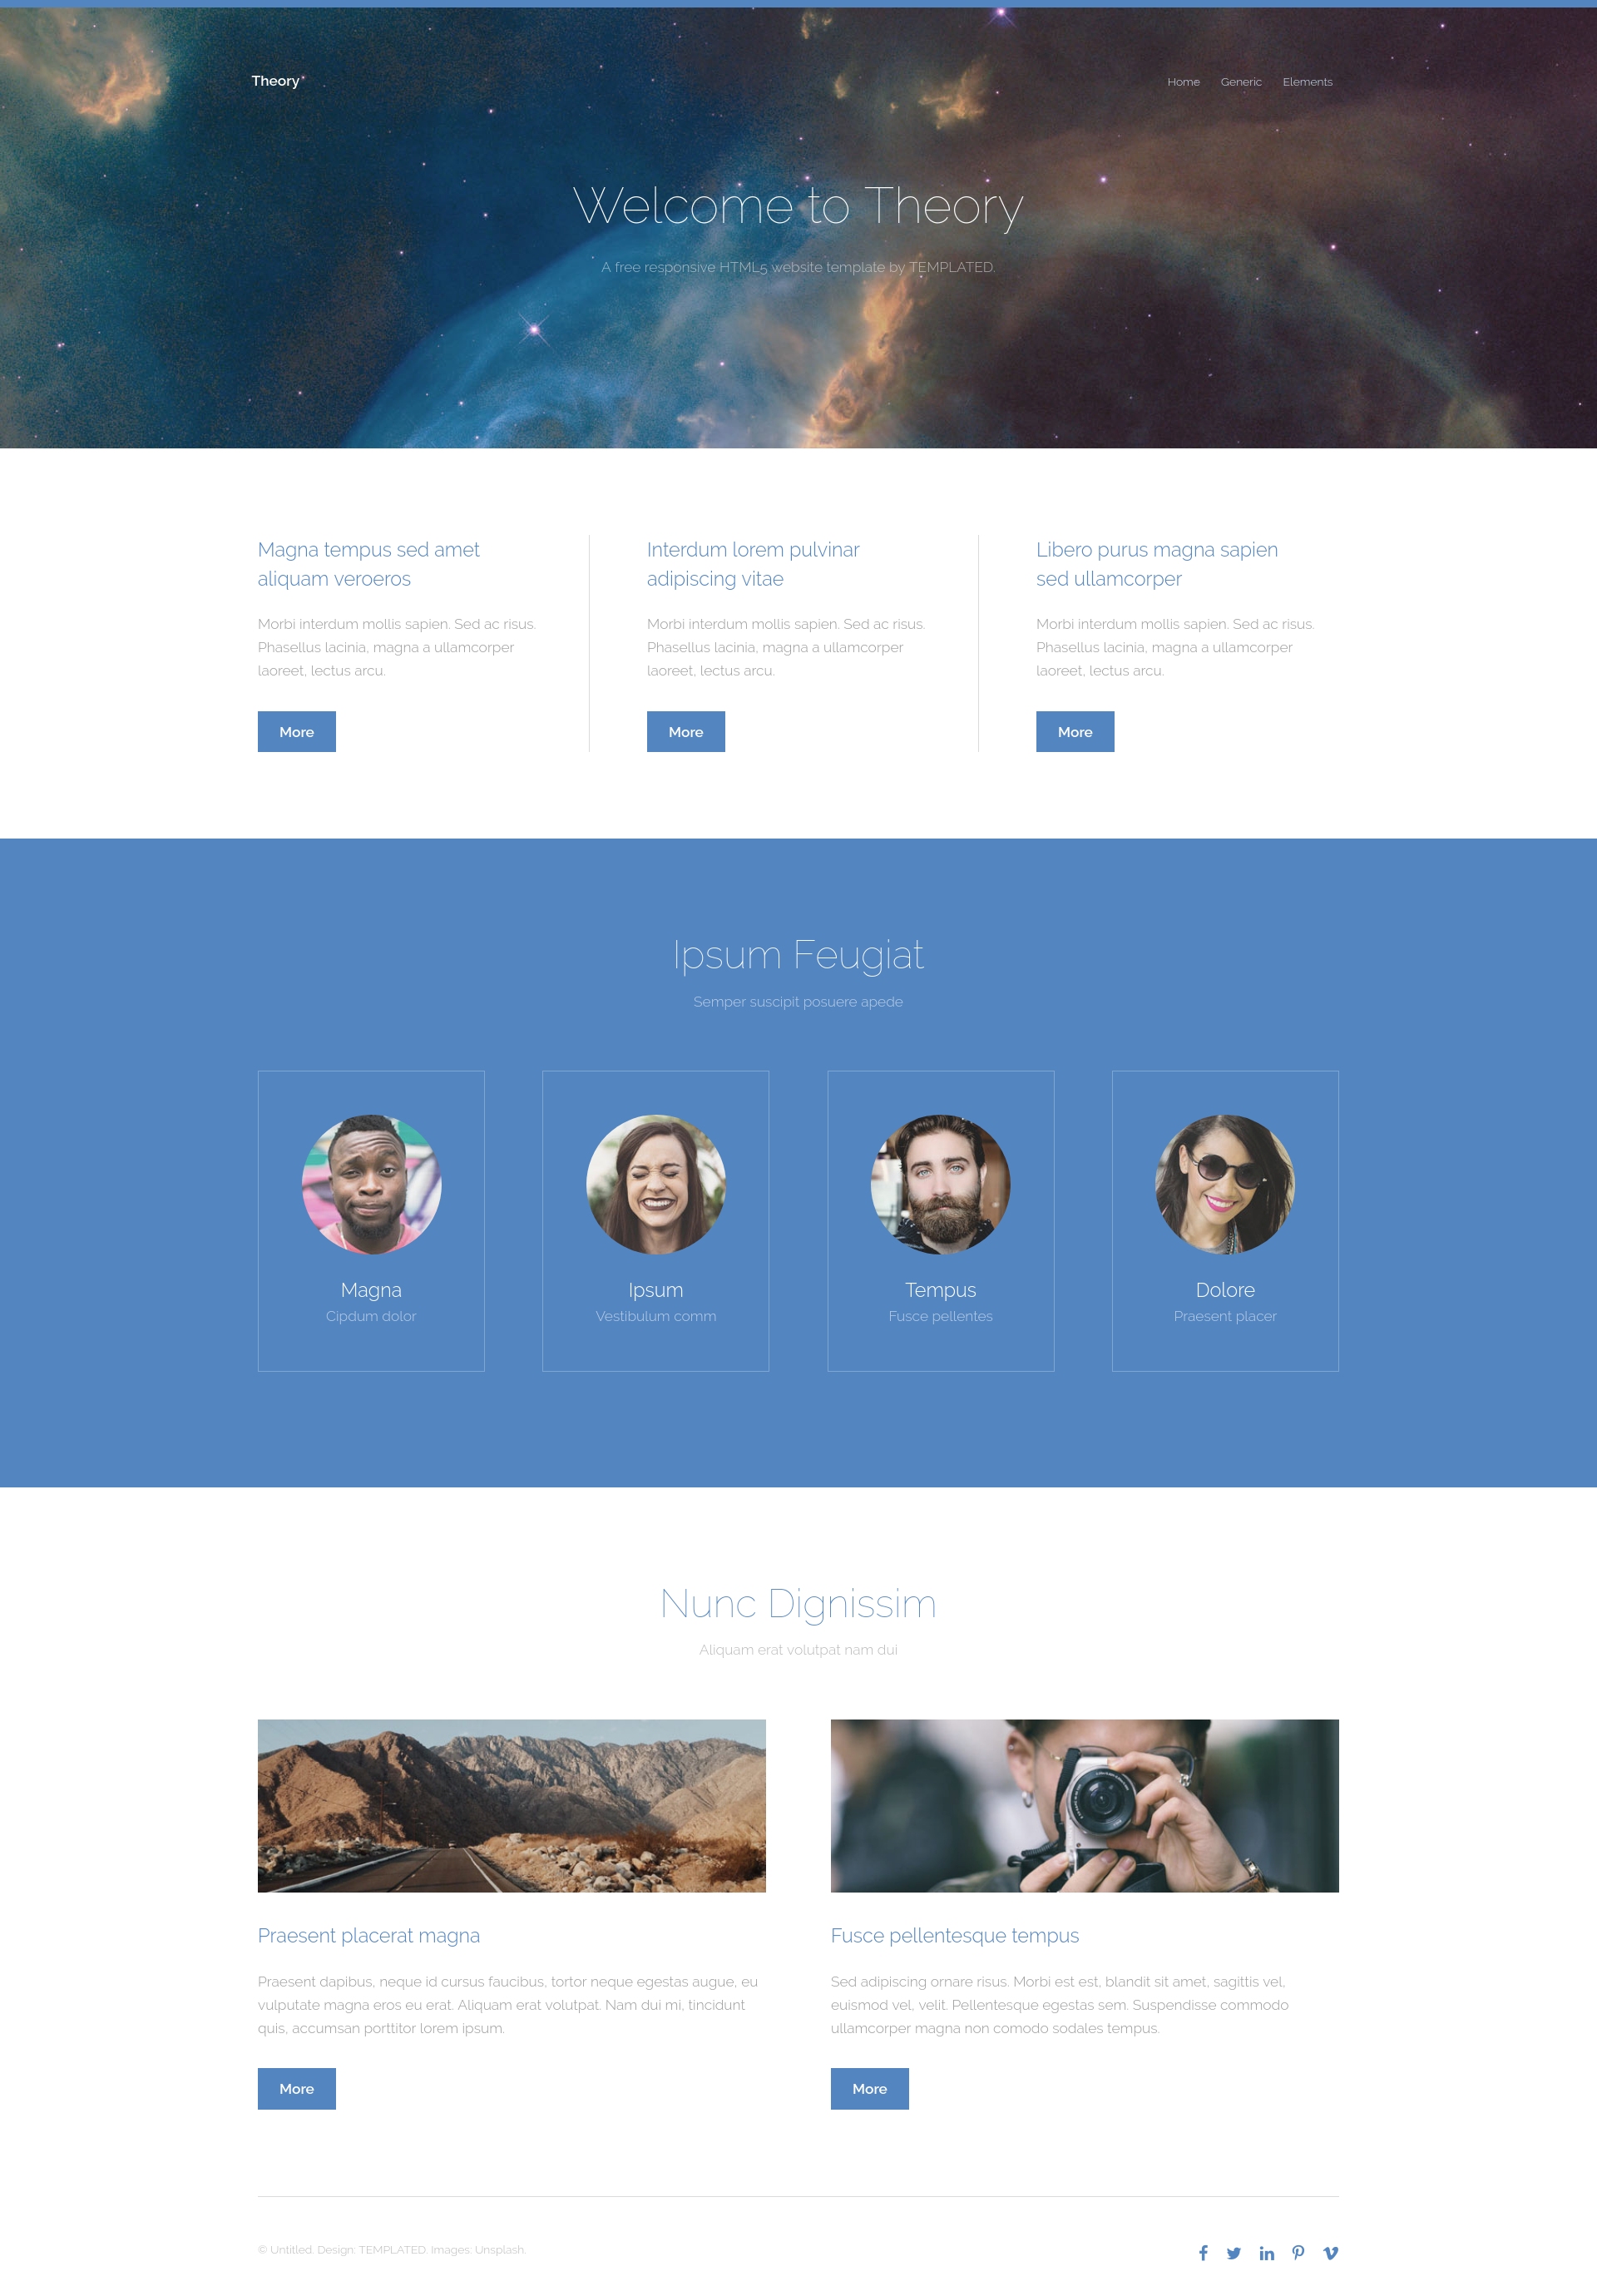 Theory
Home Generic Elements
Welcome to Theory
A free responsive HTML5 website template by TEMPLATED.
Magna tempus sed amet
aliquam veroeros
Morbi interdum mollis sapien. Sed ac risus.
Phasellus lacinia, magna a ullamcorper
laoreet, lectus arcu.
More
Interdum lorem pulvinar
adipiscing vitae
Morbi interdum mollis sapien. Sed ac risus.
Phasellus lacinia, magna a ullamcorper
laoreet, lectus arcu.
More
Libero purus magna sapien
sed ullamcorper
Morbi interdum mollis sapien. Sed ac risus.
Phasellus lacinia, magna a ullamcorper
laoreet, lectus arcu.
More
Ipsum Feugiat
Semper suscipit posuere apede
Magna
Cipdum dolor
Ipsum
Vestibulum comm
Tempus
Fusce pellentes
Dolore
Praesent placer
Nunc Dignissim
Aliquam erat volutpat nam dui
Praesent placerat magna
Praesent dapibus, neque id cursus faucibus, tortor neque egestas augue, eu
vulputate magna eros eu erat. Aliquam erat volutpat. Nam dui mi, tincidunt
quis, accumsan porttitor lorem ipsum.
More
Fusce pellentesque tempus
Sed adipiscing ornare risus. Morbi est est, blandit sit amet, sagittis vel,
euismod vel, velit. Pellentesque egestas sem. Suspendisse commodo
ullamcorper magna non comodo sodales tempus.
More
© Untitled. Design: TEMPLATED. Images: Unsplash.